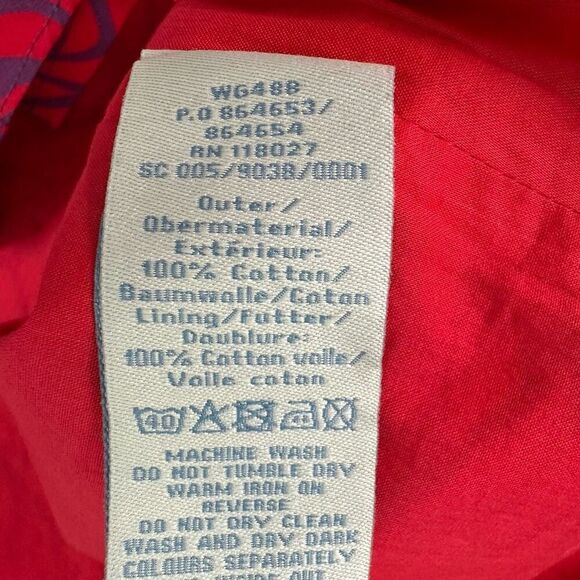 WG488
P.O 864653/
864654
RN 118027
SC 005/9038/0001
Outer/
Obermaterial/
Extérieur:
100% Cotton/
Baumwolle/Coton
Lining/Futter/
Doublure:
100% Cotton voile/
Voile coton
40
MACHINE WASH
DO NOT TUMBLE DRY
WARM IRON ON
REVERSE
DO NOT DRY CLEAN
WASH AND DRY DARK
COLOURS SEPARATELY
INSIDE OUT